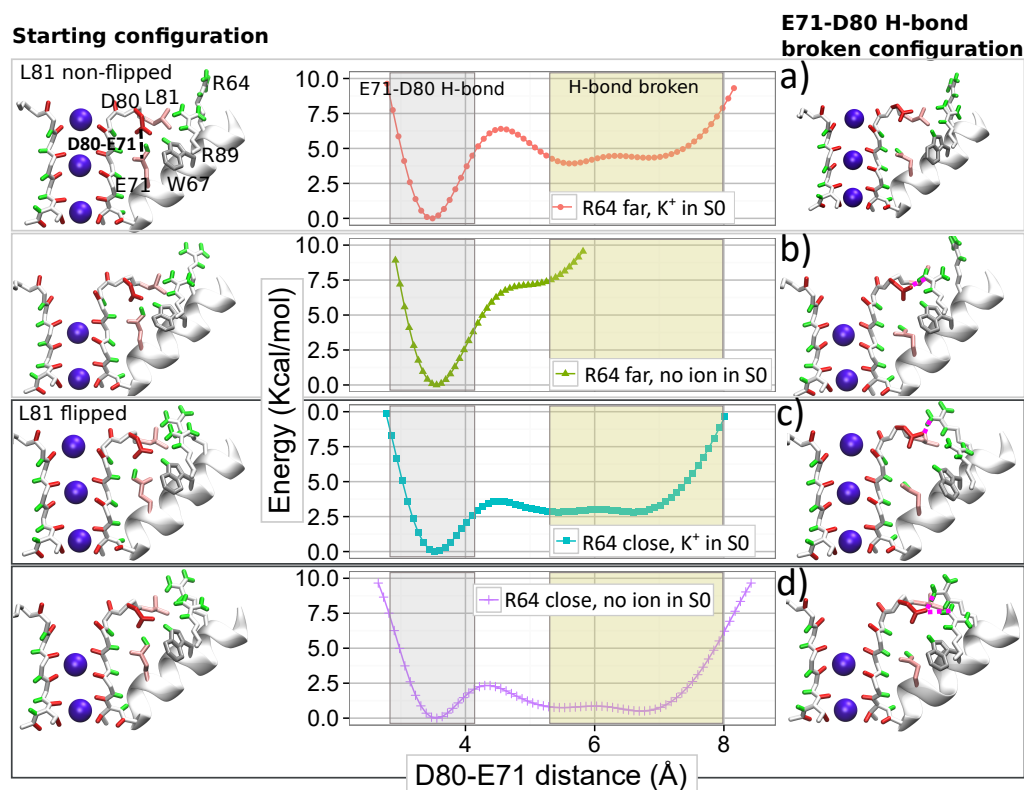 Starting configuration
E71-D80 H-bond
broken configuration
L81 non-flipped
D80
L81
R64
D80-E71
R89
E71
W67
10.0
7.5
5.0
2.5
0.0
E71-D80 H-bond
H-bond broken
R64 far, K⁺ in S0
a)
10.0
7.5
5.0
2.5
0.0
R64 far, no ion in S0
b)
L81 flipped
0.0
7.5
5.0
2.5
0.0
R64 close, K⁺ in S0
c)
10.0
7.5
5.0
2.5
0.0
R64 close, no ion in S0
d)
Energy (Kcal/mol)
4
6
8
D80-E71 distance (Å)